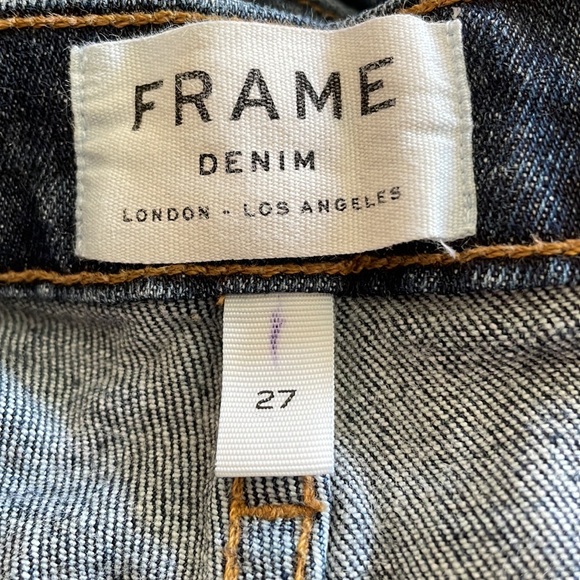 FRAME
DENIM
LONDON - LOS ANGELES
27